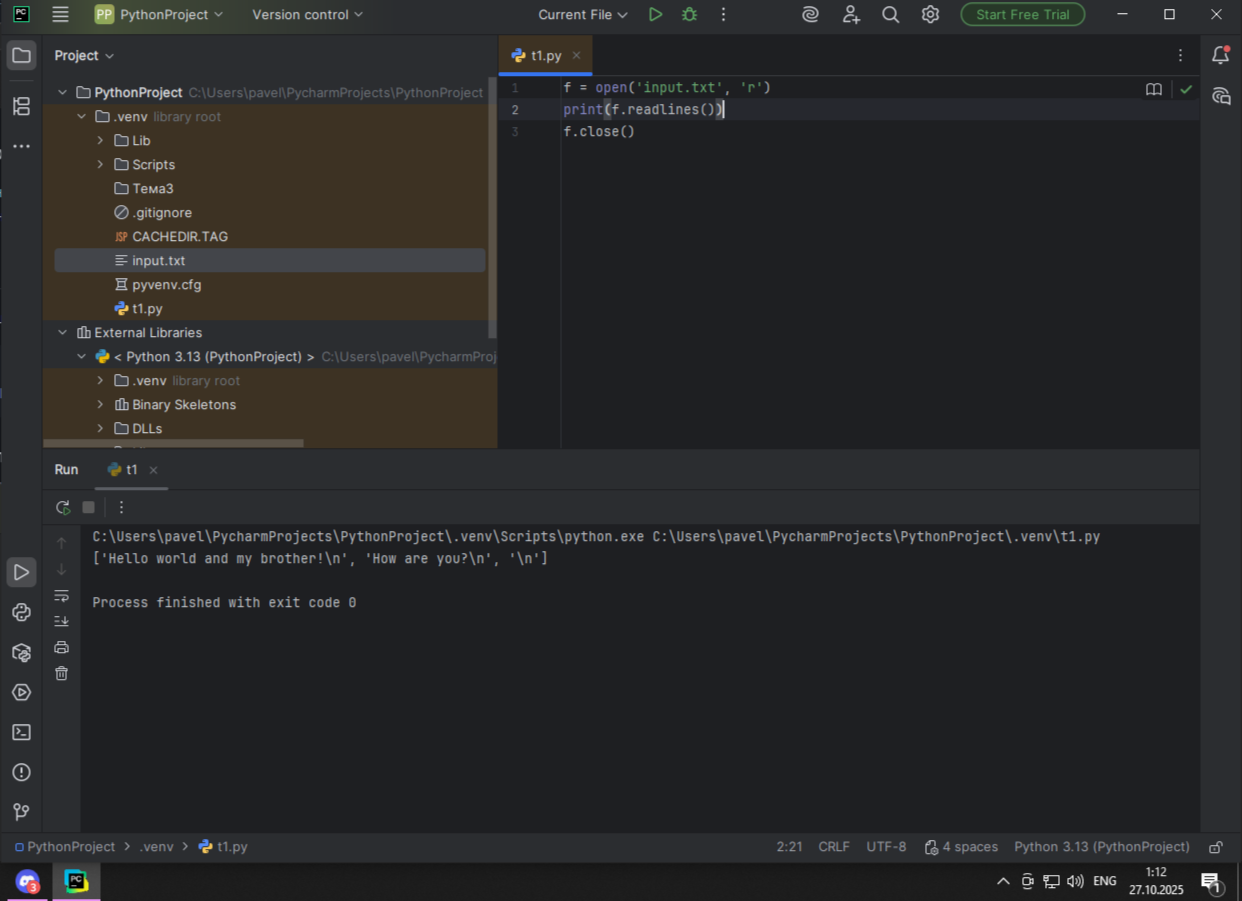 PC PP PythonProject Version control Current File Start Free Trial
Project
t1.py
PythonProject C:\Users\pavel\PycharmProjects\PythonProject
.venv library root
Lib
Scripts
Тема3
.gitignore
JSP CACHEDIR.TAG
input.txt
pyvenv.cfg
t1.py
External Libraries
< Python 3.13 (PythonProject) > C:\Users\pavel\PycharmProj
.venv library root
Binary Skeletons
DLLs
1 f = open('input.txt', 'r')
2 print(f.readlines())
3 f.close()
Run t1
C:\Users\pavel\PycharmProjects\PythonProject\.venv\Scripts\python.exe C:\Users\pavel\PycharmProjects\PythonProject\.venv\t1.py
['Hello world and my brother!\n', 'How are you?\n', '\n']
Process finished with exit code 0
PythonProject > .venv > t1.py 2:21 CRLF UTF-8 4 spaces Python 3.13 (PythonProject)
3 PC ENG 1:12 1
27.10.2025